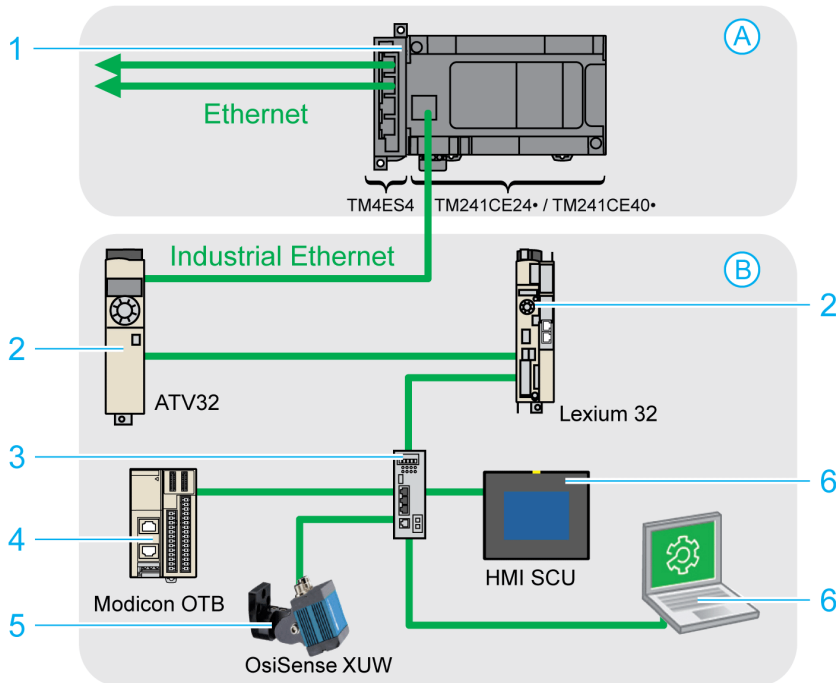 A
1
Ethernet
TM4ES4 TM241CE24• / TM241CE40•
Industrial Ethernet
B
2
2
ATV32
Lexium 32
3
6
4
HMI SCU
Modicon OTB
6
5
OsiSense XUW